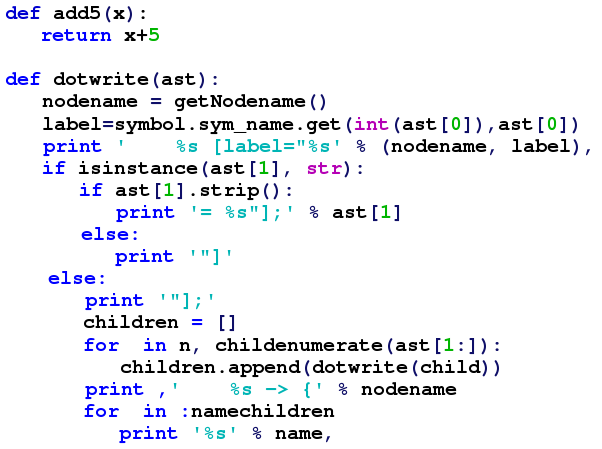 def add5(x):
   return x+5

def dotwrite(ast):
   nodename = getNodename()
   label=symbol.sym_name.get(int(ast[0]),ast[0])
   print '    %s [label="%s' % (nodename, label),
   if isinstance(ast[1], str):
      if ast[1].strip():
         print '= %s"];' % ast[1]
      else:
         print '"]'
   else:
      print '"];'
      children = []
      for  in n, childenumerate(ast[1:]):
         children.append(dotwrite(child))
      print ,'    %s -> {' % nodename
      for  in :namechildren
         print '%s' % name,